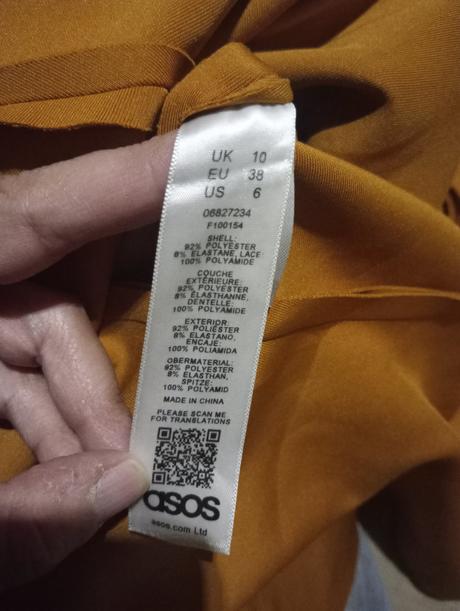 UK 10
EU 38
US 6
06827234
F100154
SHELL:
92% POLYESTER
8% ELASTANE, LACE:
100% POLYAMIDE
COUCHE
EXTÉRIEURE:
92% POLYESTER
8% ÉLASTHANNE,
DENTELLE:
100% POLYAMIDE
EXTERIOR:
92% POLIÉSTER
8% ELASTANO,
ENCAJE:
100% POLIAMIDA
OBERMATERIAL:
92% POLYESTER
8% ELASTHAN,
SPITZE:
100% POLYAMID
MADE IN CHINA
PLEASE SCAN ME
FOR TRANSLATIONS
asos
asos.com Ltd